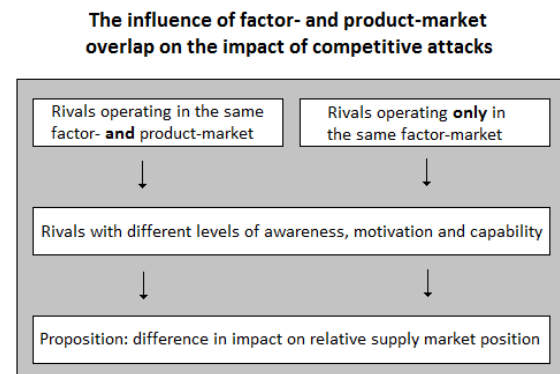 The influence of factor- and product-market
overlap on the impact of competitive attacks
Rivals operating in the same
factor- and product-market
Rivals operating only in
the same factor-market
Rivals with different levels of awareness, motivation and capability
Proposition: difference in impact on relative supply market position